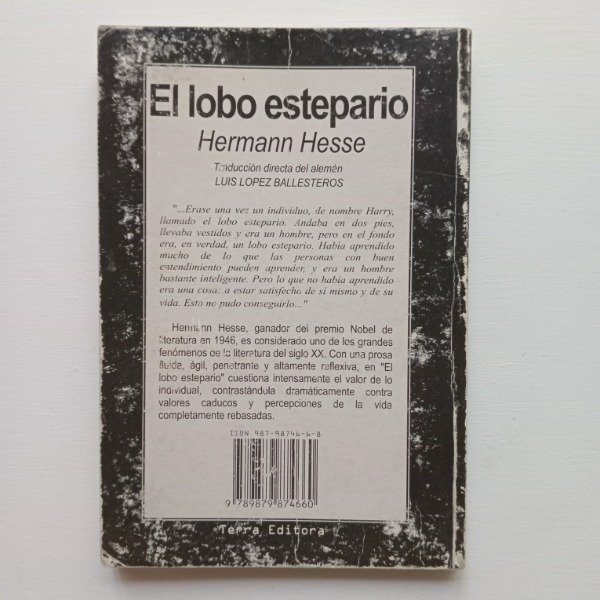 El lobo estepario
Hermann Hesse
Traducción directa del alemén
LUIS LOPEZ BALLESTEROS
"...Erase una vez un individuo, de nombre Harry,
llamado el lobo estepario. Andaba en dos pies,
llevaba vestidos y era un hombre, pero en el fondo
era, en verdad, un lobo estepario. Había aprendido
mucho de lo que las personas con buen
entendimiento pueden aprender, y era un hombre
bastante inteligente. Pero lo que no había aprendido
era una cosa: a estar satisfecho de sí mismo y de su
vida. Esto no pudo conseguirlo..."
Hermann Hesse, ganador del premio Nobel de
literatura en 1946, es considerado uno de los grandes
fenómenos de la literatura del siglo XX. Con una prosa
fluida, ágil, penetrante y altamente reflexiva, en "El
lobo estepario" cuestiona intensamente el valor de lo
individual, contrastándola dramáticamente contra
valores caducos y percepciones de la vida
completamente rebasadas.
ISBN 987-98746-6-8
9 789879 874660
Terra Editora